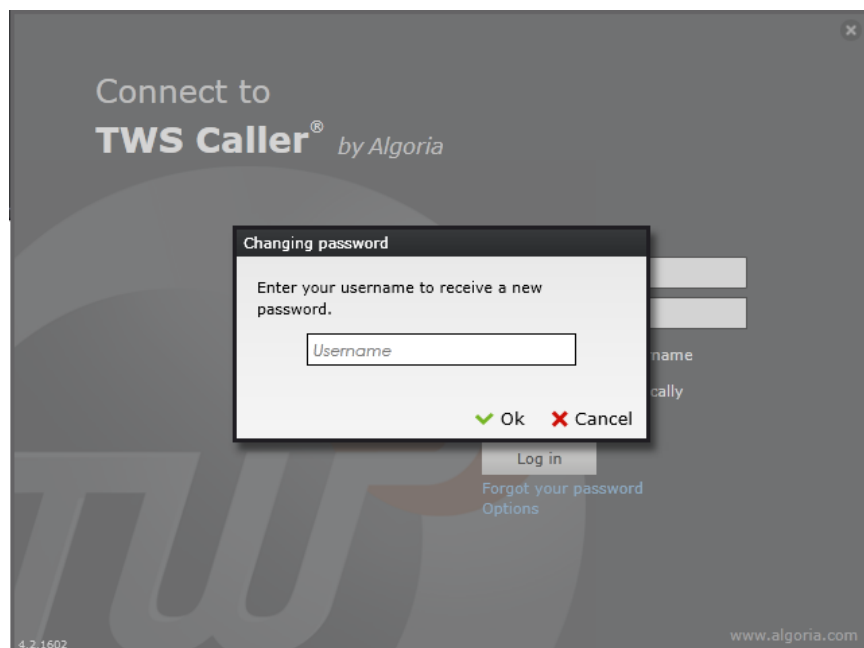 Connect to
TWS Caller® by Algoria
Changing password
Enter your username to receive a new
password.
Username
name
cally
Ok Cancel
Log in
Forgot your password
Options
4.2.1602
www.algoria.com